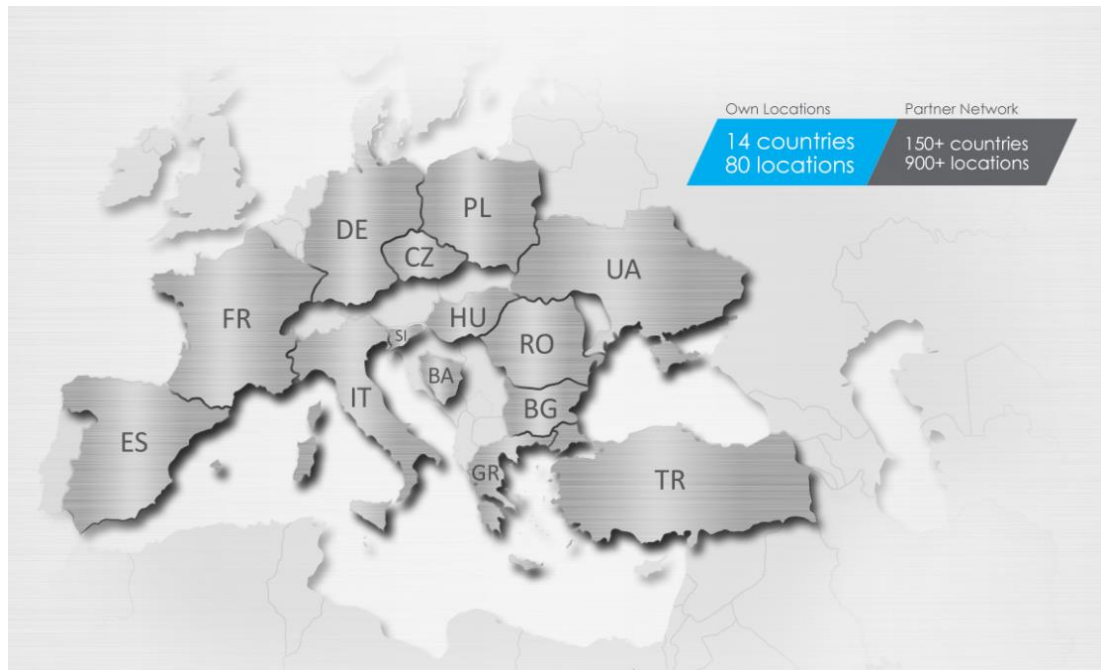 Own Locations
Partner Network
14 countries
80 locations
150+ countries
900+ locations
PL
DE
CZ
UA
FR
HU
SI
RO
BA
IT
BG
ES
GR
TR